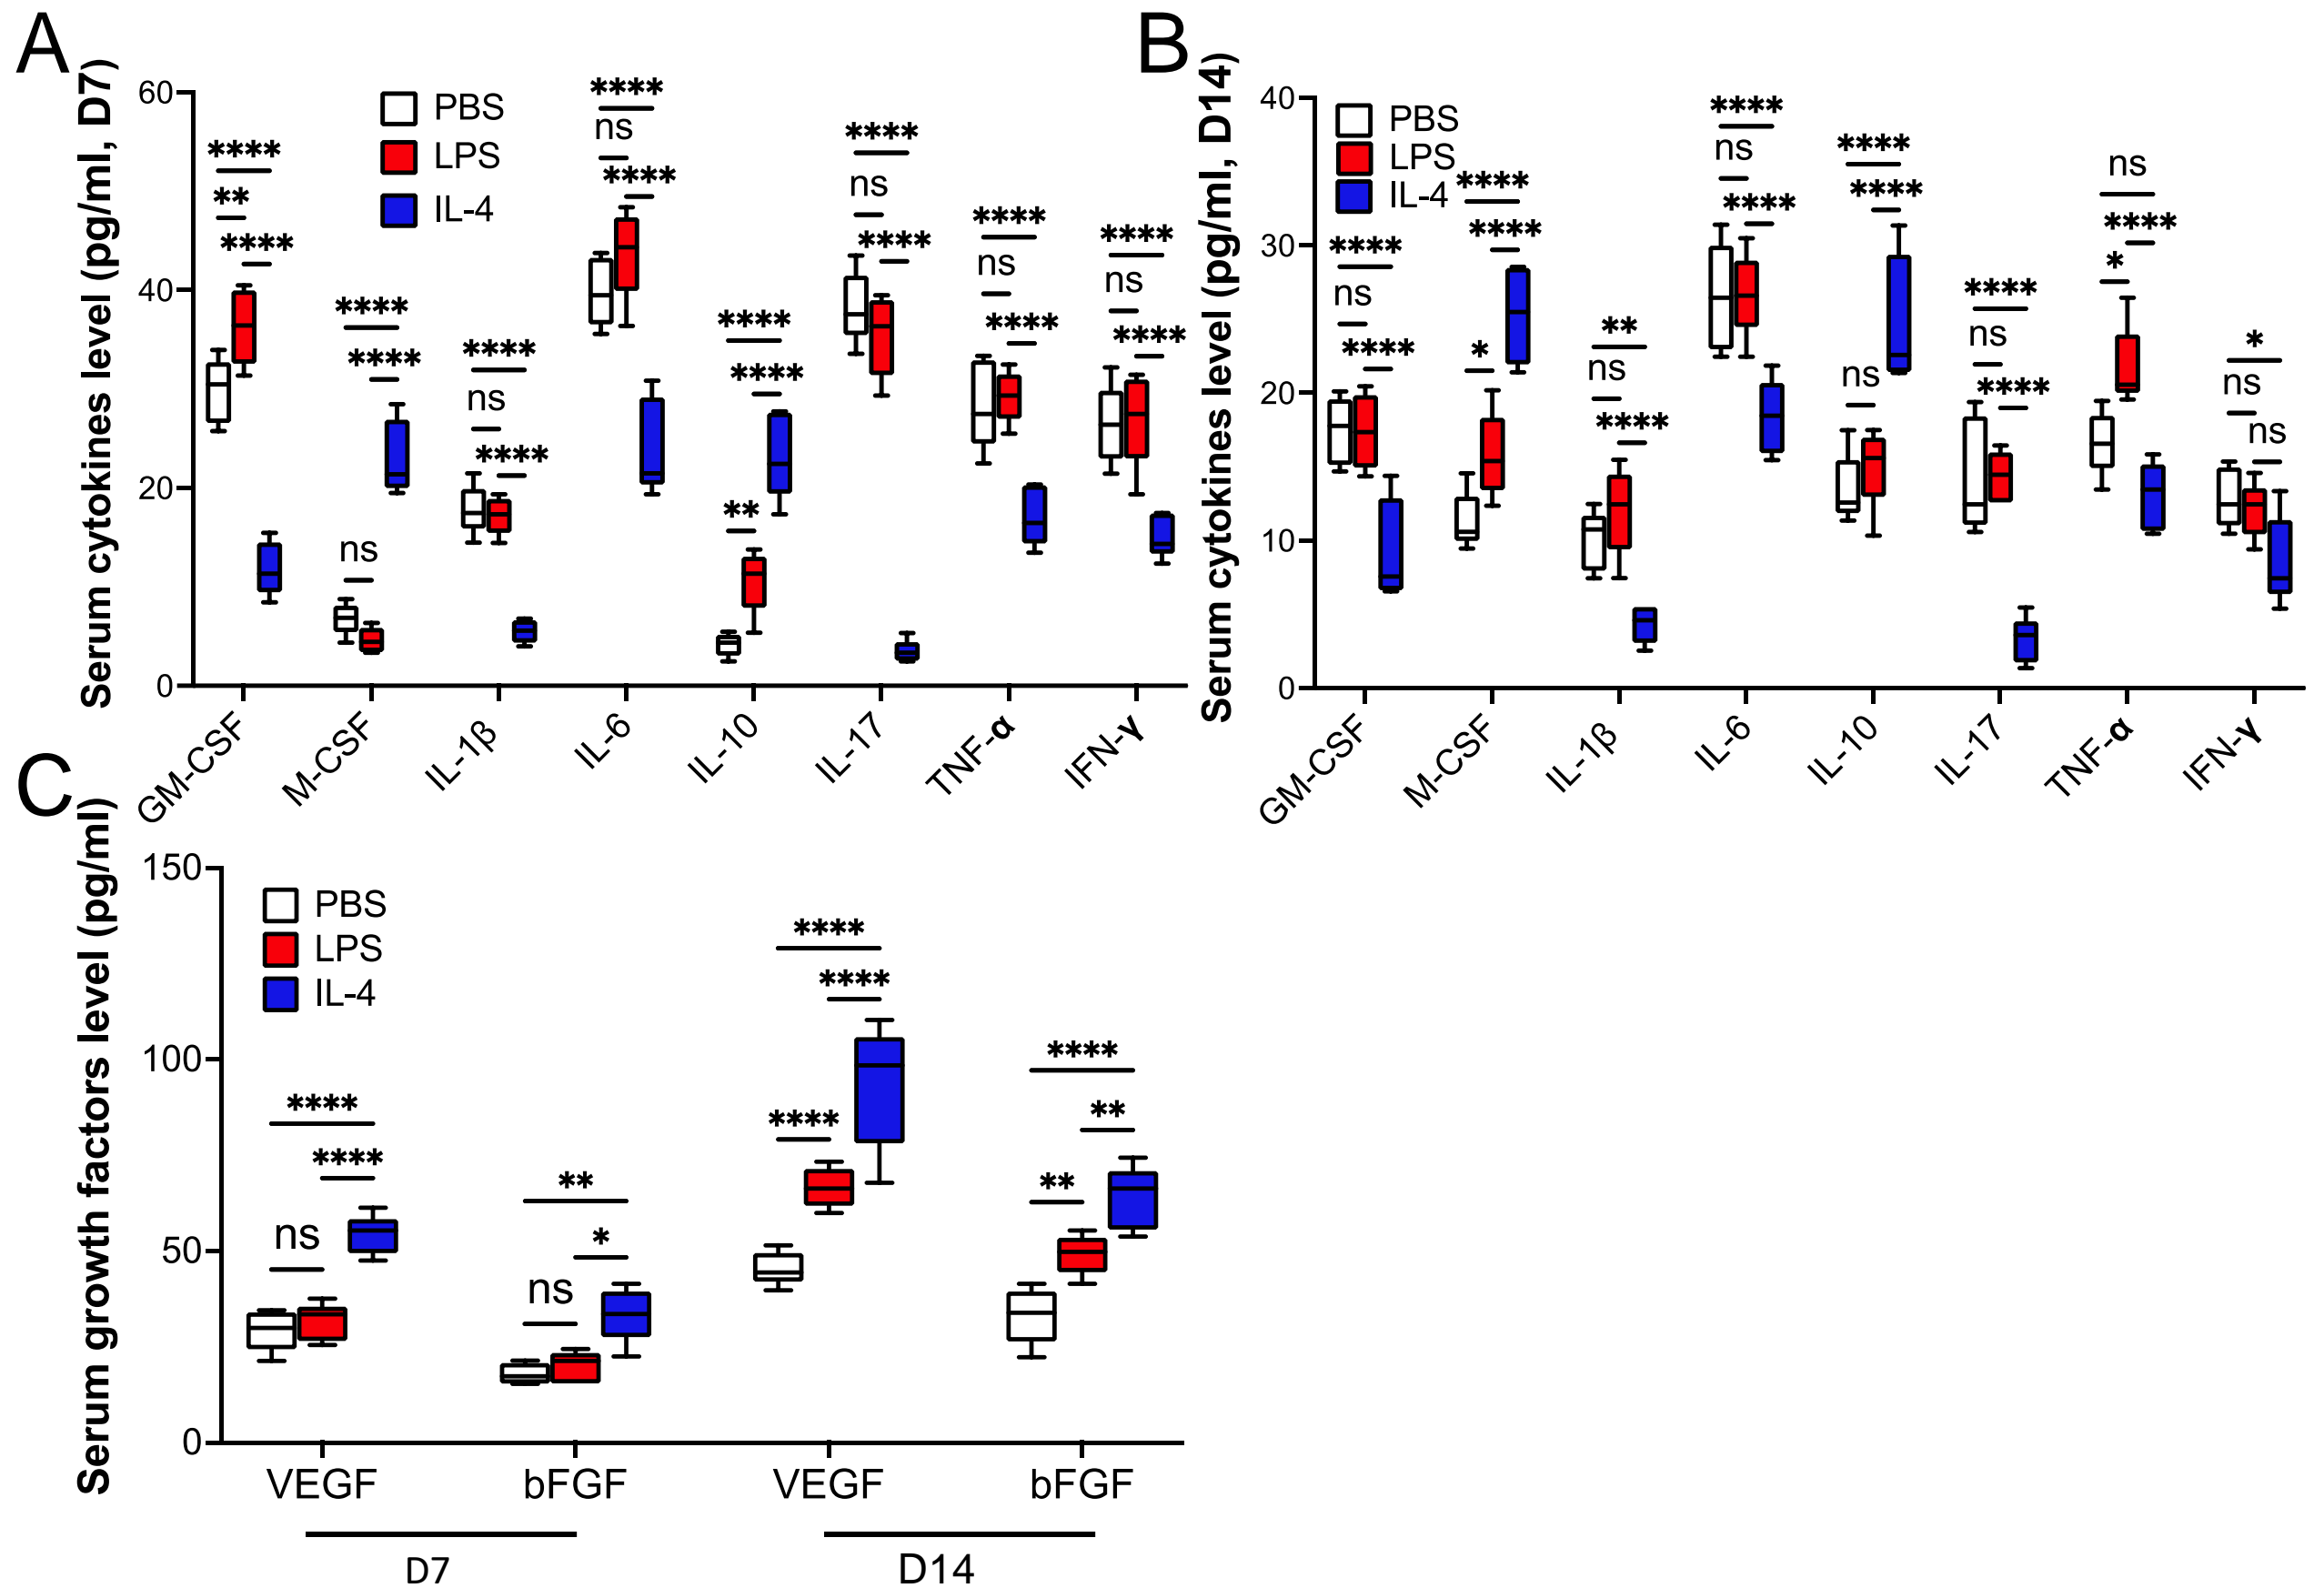 A
Serum cytokines level (pg/ml, D7)
60
40
20
0
PBS
LPS
IL-4
****
**
****
****
ns
****
****
ns
****
****
ns
****
****
**
****
****
ns
****
****
ns
****
****
ns
****
GM-CSF
M-CSF
IL-1β
IL-6
IL-10
IL-17
TNF-α
IFN-γ
B
Serum cytokines level (pg/ml, D14)
40
30
20
10
0
PBS
LPS
IL-4
****
ns
****
****
*
****
**
ns
****
****
ns
****
****
ns
****
****
ns
****
ns
*
****
*
ns
ns
GM-CSF
M-CSF
IL-1β
IL-6
IL-10
IL-17
TNF-α
IFN-γ
C
Serum growth factors level (pg/ml)
150
100
50
0
PBS
LPS
IL-4
****
****
ns
**
*
ns
****
****
****
****
**
**
VEGF
bFGF
VEGF
bFGF
D7
D14